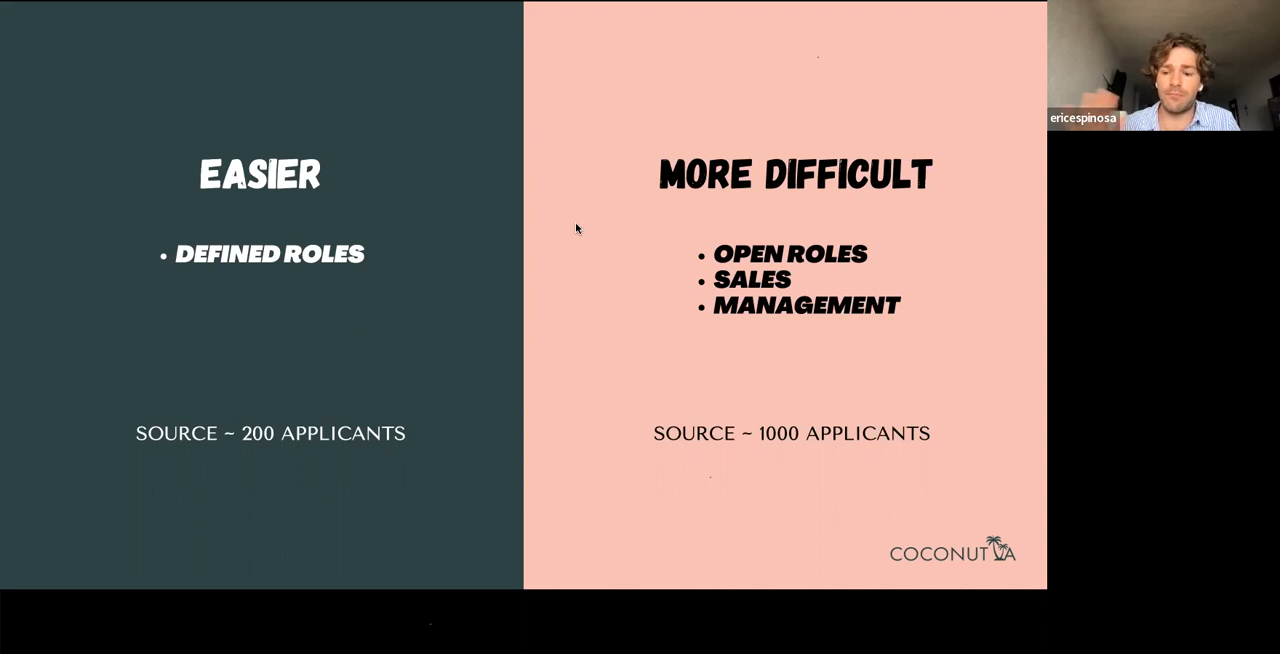 EASIER
• DEFINED ROLES
SOURCE ~ 200 APPLICANTS
MORE DIFFICULT
• OPEN ROLES
• SALES
• MANAGEMENT
SOURCE ~ 1000 APPLICANTS
COCONUT VA
ericespinosa